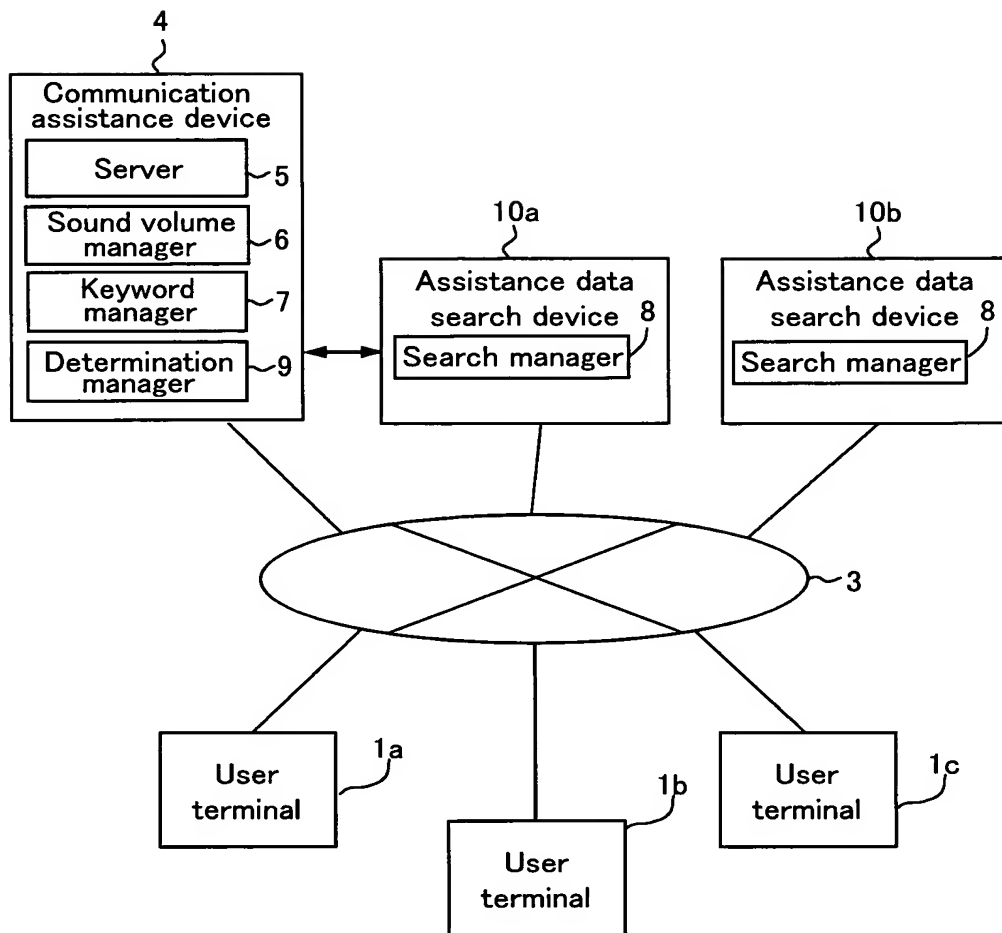 4
Communication
assistance device
Server
5
Sound volume
manager
6
Keyword
manager
7
Determination
manager
9
10a
Assistance data
search device
8
Search manager
10b
Assistance data
search device
8
Search manager
3
User
terminal
1a
User
terminal
1b
User
terminal
1c